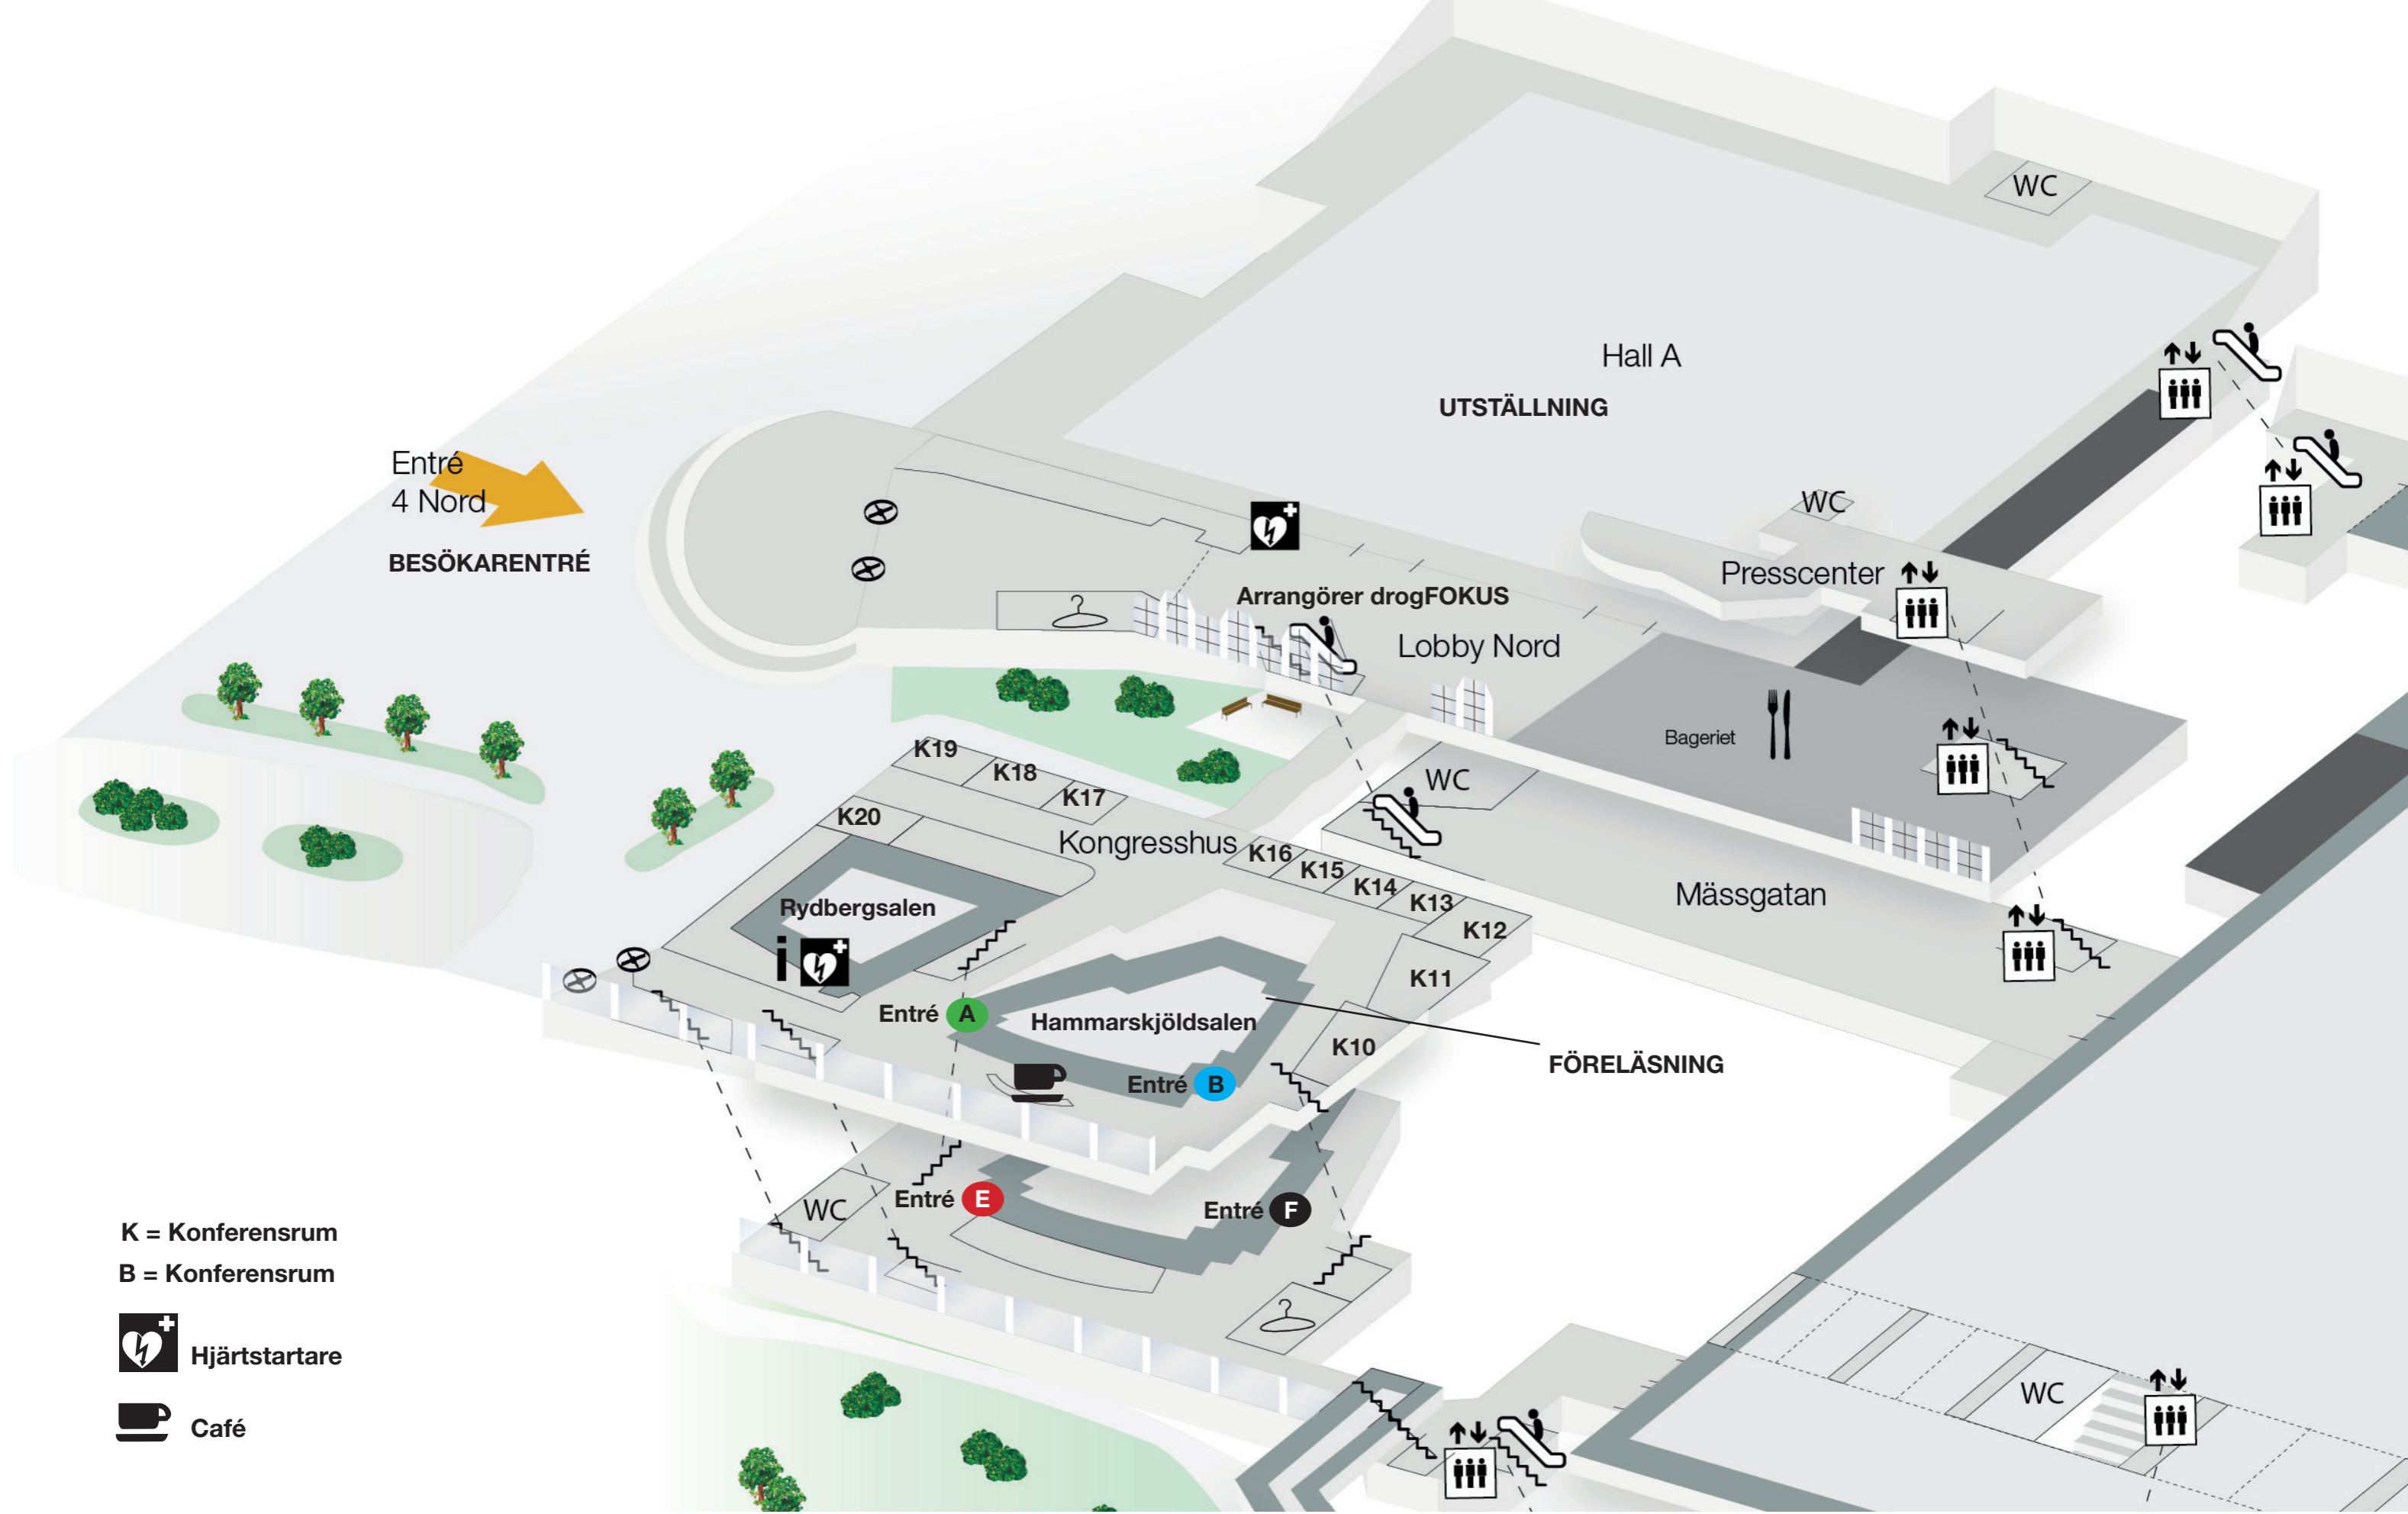 WC
Hall A
UTSTÄLLNING
Entré
4 Nord
BESÖKARENTRÉ
WC
Presscenter
Arrangörer drogFOKUS
Lobby Nord
Bageriet
WC
K19
K18
K17
K20
Kongresshus
K16
K15
K14
K13
K12
K11
K10
Mässgatan
Rydbergsalen
i
Entré A
Hammarskjöldsalen
Entré B
FÖRELÄSNING
WC
Entré E
Entré F
K = Konferensrum
B = Konferensrum
Hjärtstartare
Café
WC